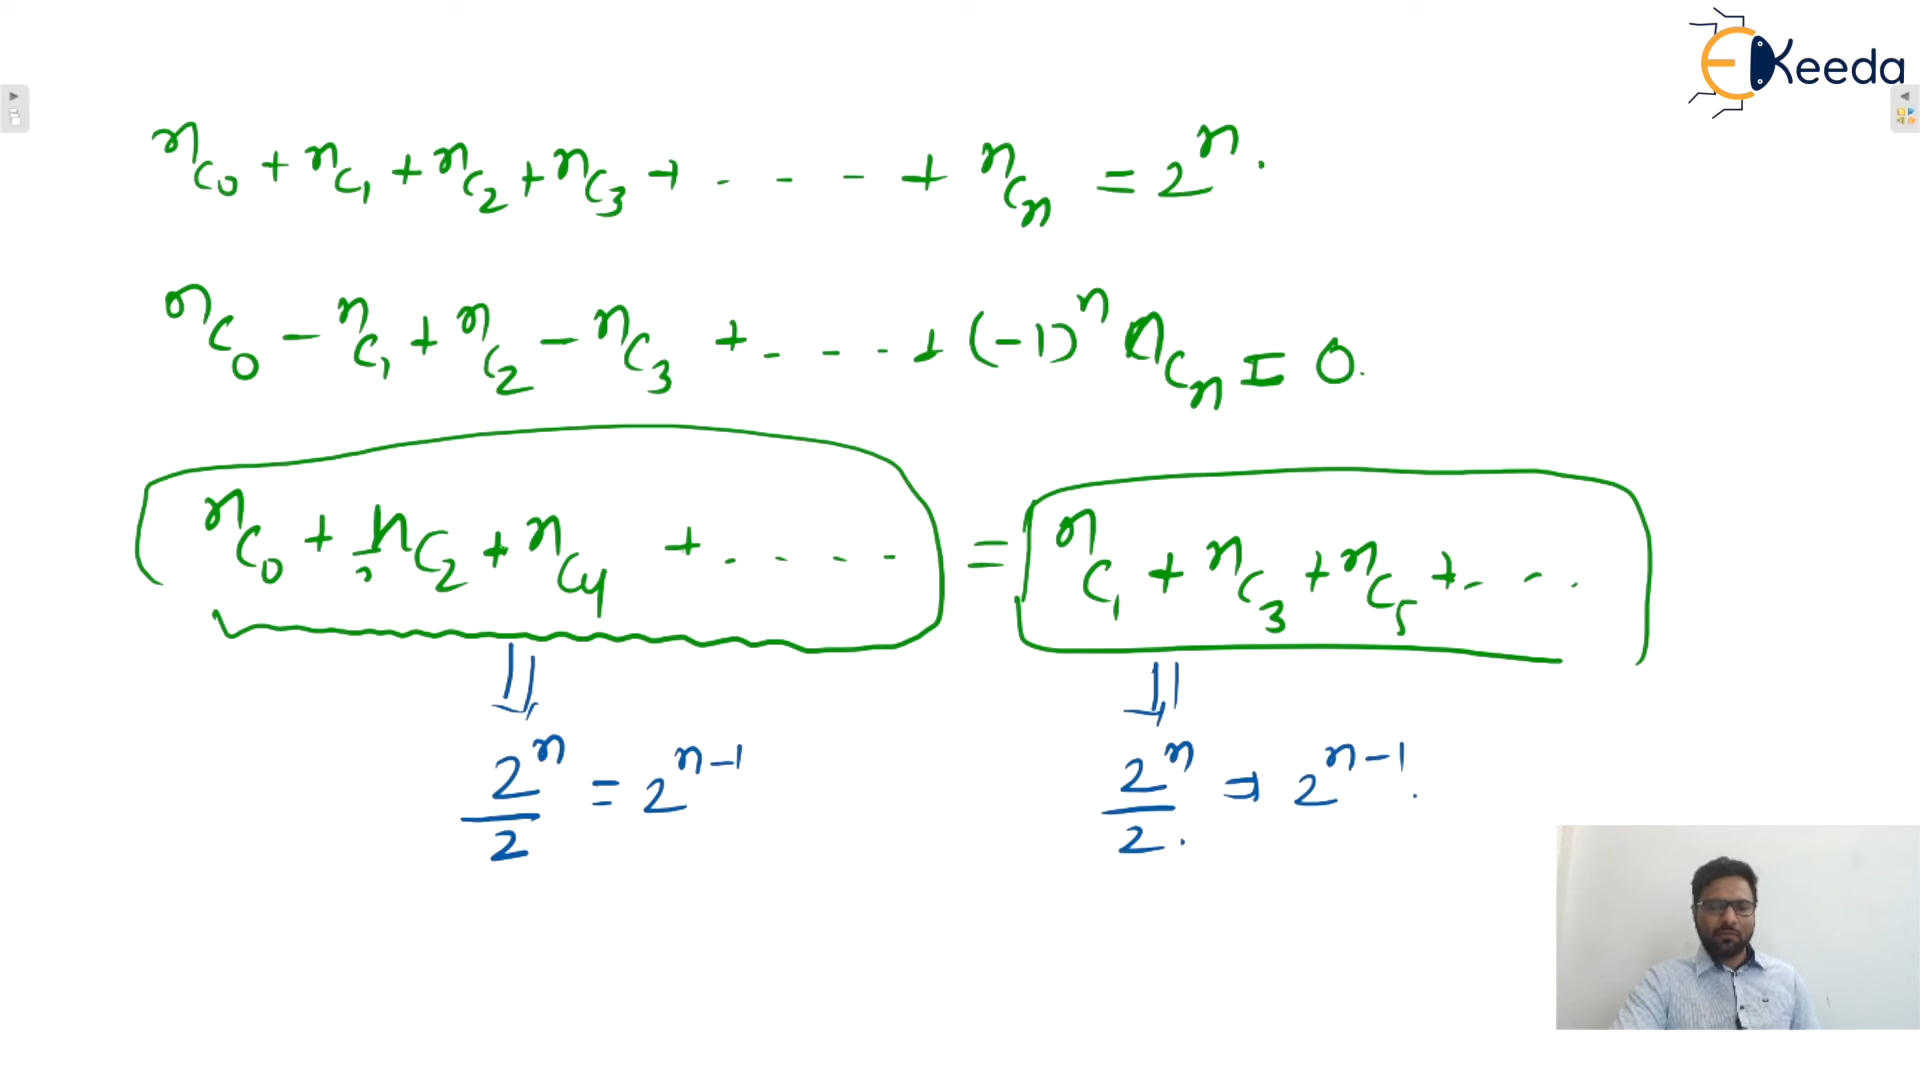 EKeeda
nC0 + nC1 + nC2 + nC3 + . - - - + nCn = 2^n.
nC0 - nC1 + nC2 - nC3 + . - - - + (-1)^n nCn = 0.
nC0 + nC2 + nC4 + . . . . = nC1 + nC3 + nC5 + . . .
2^n/2 = 2^(n-1)
2^n/2. = 2^(n-1).